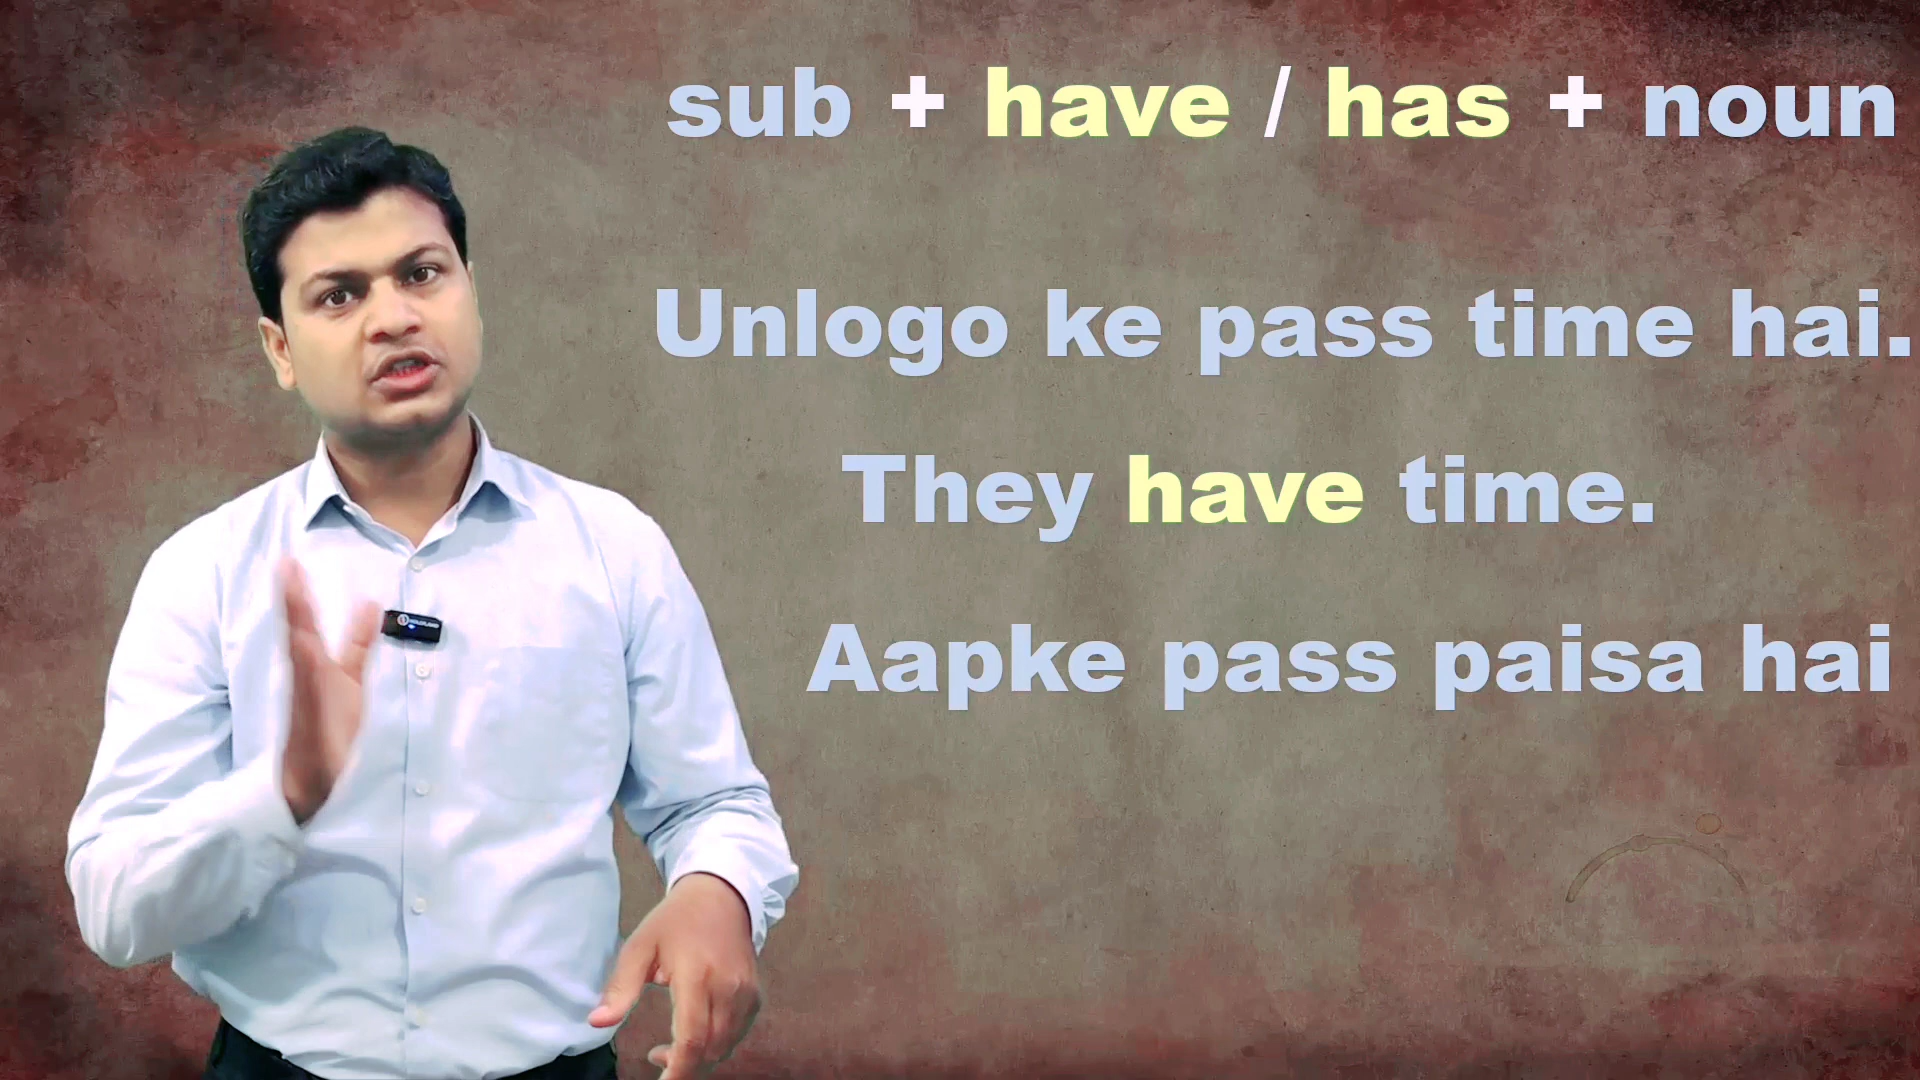 sub + have / has + noun
Unlogo ke pass time hai.
They have time.
Aapke pass paisa hai